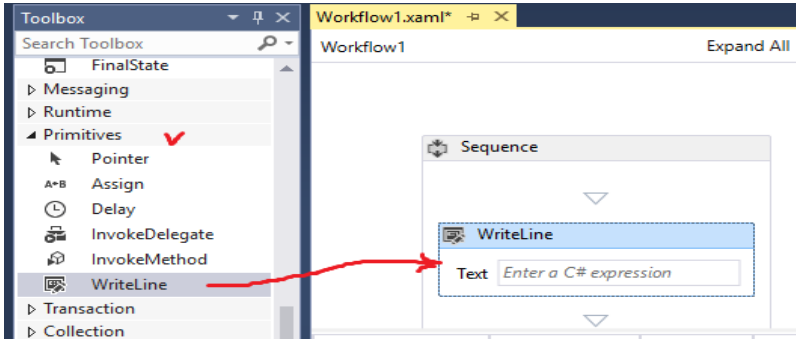 Toolbox
Search Toolbox
FinalState
Messaging
Runtime
Primitives
Pointer
A+B Assign
Delay
InvokeDelegate
InvokeMethod
WriteLine
Transaction
Collection
Workflow1.xaml*
Workflow1 Expand All
Sequence
WriteLine
Text Enter a C# expression